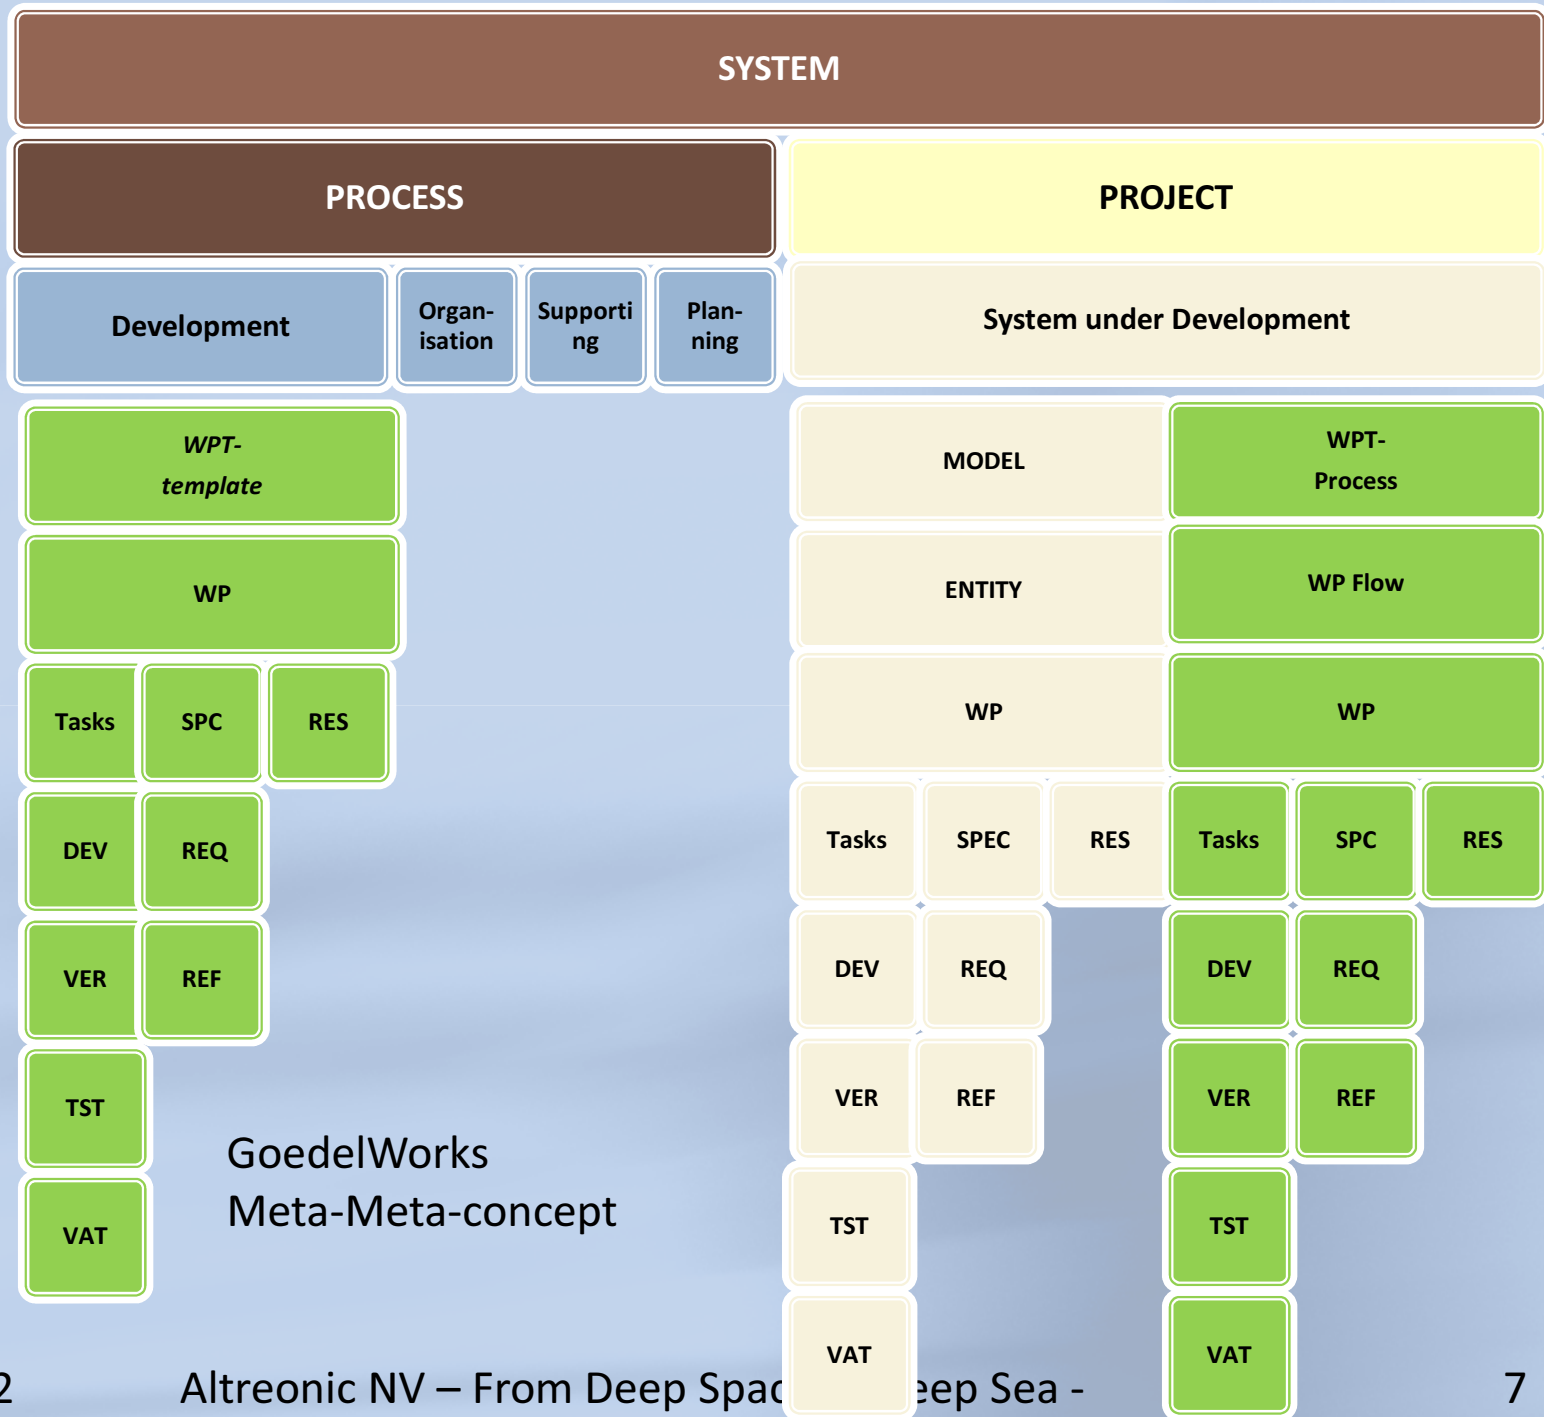 SYSTEM
PROCESS
PROJECT
Development
Organ-
isation
Supporti
ng
Plan-
ning
System under Development
WPT-
template
WP
Tasks SPC RES
DEV REQ
VER REF
TST
VAT
MODEL
ENTITY
WP
Tasks SPEC RES
DEV REQ
VER REF
TST
VAT
WPT-
Process
WP Flow
WP
Tasks SPC RES
DEV REQ
VER REF
TST
VAT
GoedelWorks
Meta-Meta-concept
2 Altreonic NV – From Deep Sea - 7